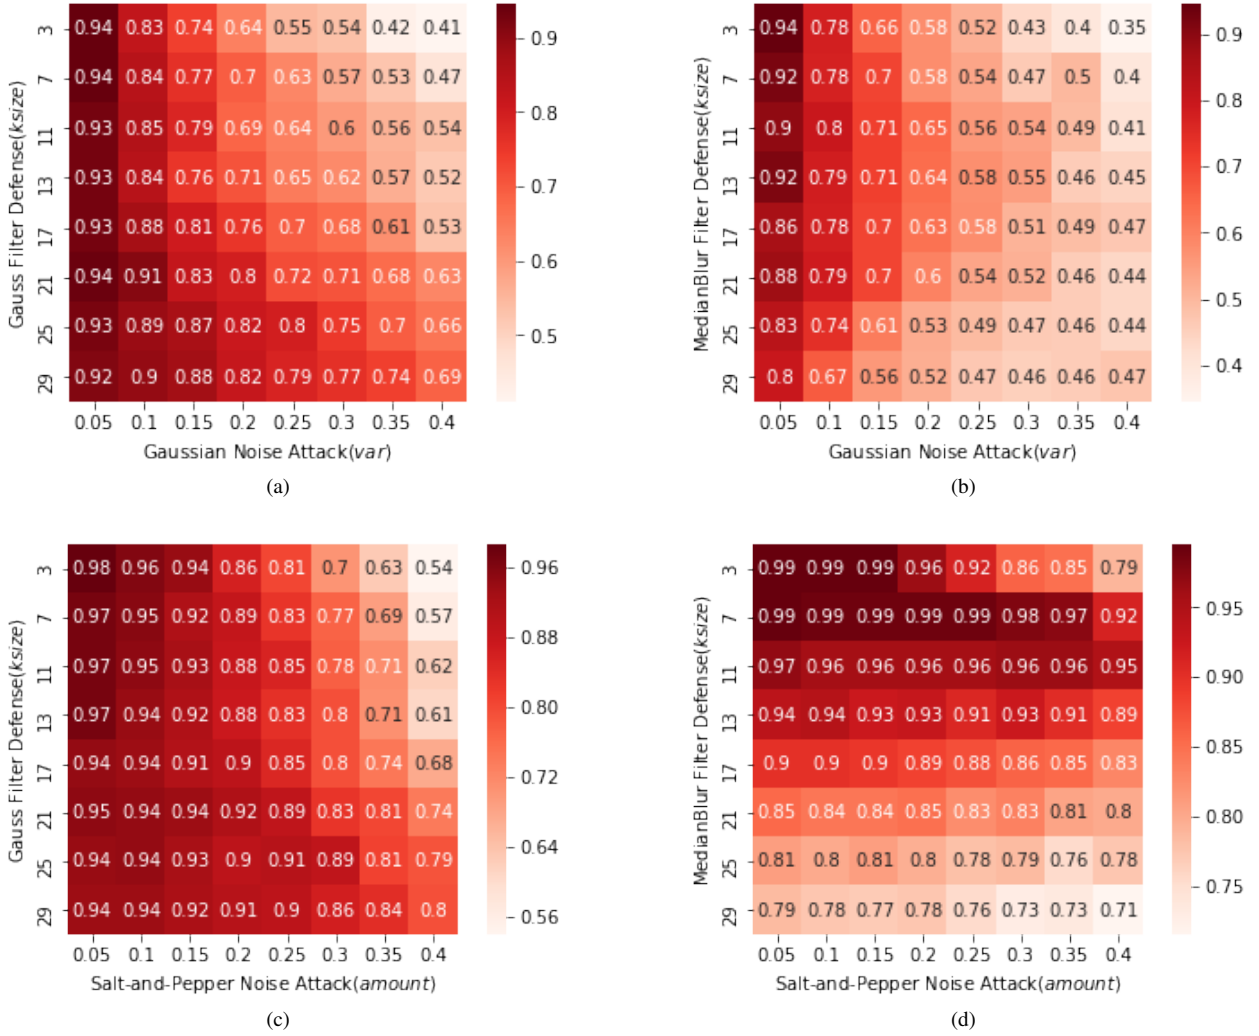 3 0.94 0.83 0.74 0.64 0.55 0.54 0.42 0.41
7 0.94 0.84 0.77 0.7 0.63 0.57 0.53 0.47
11 0.93 0.85 0.79 0.69 0.64 0.6 0.56 0.54
13 0.93 0.84 0.76 0.71 0.65 0.62 0.57 0.52
17 0.93 0.88 0.81 0.76 0.7 0.68 0.61 0.53
21 0.94 0.91 0.83 0.8 0.72 0.71 0.68 0.63
25 0.93 0.89 0.87 0.82 0.8 0.75 0.7 0.66
29 0.92 0.9 0.88 0.82 0.79 0.77 0.74 0.69
0.05 0.1 0.15 0.2 0.25 0.3 0.35 0.4
Gauss Filter Defense(ksize)
Gaussian Noise Attack(var)
0.9
0.8
0.7
0.6
0.5
(a)
3 0.94 0.78 0.66 0.58 0.52 0.43 0.4 0.35
7 0.92 0.78 0.7 0.58 0.54 0.47 0.5 0.4
11 0.9 0.8 0.71 0.65 0.56 0.54 0.49 0.41
13 0.92 0.79 0.71 0.64 0.58 0.55 0.46 0.45
17 0.86 0.78 0.7 0.63 0.58 0.51 0.49 0.47
21 0.88 0.79 0.7 0.6 0.54 0.52 0.46 0.44
25 0.83 0.74 0.61 0.53 0.49 0.47 0.46 0.44
29 0.8 0.67 0.56 0.52 0.47 0.46 0.46 0.47
0.05 0.1 0.15 0.2 0.25 0.3 0.35 0.4
MedianBlur Filter Defense(ksize)
Gaussian Noise Attack(var)
0.9
0.8
0.7
0.6
0.5
0.4
(b)
3 0.98 0.96 0.94 0.86 0.81 0.7 0.63 0.54
7 0.97 0.95 0.92 0.89 0.83 0.77 0.69 0.57
11 0.97 0.95 0.93 0.88 0.85 0.78 0.71 0.62
13 0.97 0.94 0.92 0.88 0.83 0.8 0.71 0.61
17 0.94 0.94 0.91 0.9 0.85 0.8 0.74 0.68
21 0.95 0.94 0.94 0.92 0.89 0.83 0.81 0.74
25 0.94 0.94 0.93 0.9 0.91 0.89 0.81 0.79
29 0.94 0.94 0.92 0.91 0.9 0.86 0.84 0.8
0.05 0.1 0.15 0.2 0.25 0.3 0.35 0.4
Gauss Filter Defense(ksize)
Salt-and-Pepper Noise Attack(amount)
0.96
0.88
0.80
0.72
0.64
0.56
(c)
3 0.99 0.99 0.99 0.96 0.92 0.86 0.85 0.79
7 0.99 0.99 0.99 0.99 0.99 0.98 0.97 0.92
11 0.97 0.96 0.96 0.96 0.96 0.96 0.96 0.95
13 0.94 0.94 0.93 0.93 0.91 0.93 0.91 0.89
17 0.9 0.9 0.9 0.89 0.88 0.86 0.85 0.83
21 0.85 0.84 0.84 0.85 0.83 0.83 0.81 0.8
25 0.81 0.8 0.81 0.8 0.78 0.79 0.76 0.78
29 0.79 0.78 0.77 0.78 0.76 0.73 0.73 0.71
0.05 0.1 0.15 0.2 0.25 0.3 0.35 0.4
MedianBlur Filter Defense(ksize)
Salt-and-Pepper Noise Attack(amount)
0.95
0.90
0.85
0.80
0.75
(d)